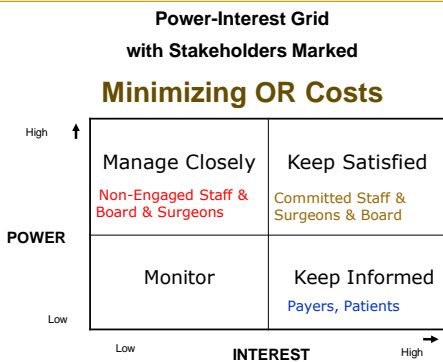 Power-Interest Grid
with Stakeholders Marked
Minimizing OR Costs
High
Manage Closely
Keep Satisfied
Non-Engaged Staff &
Board & Surgeons
Committed Staff &
Surgeons & Board
POWER
Monitor
Keep Informed
Payers, Patients
Low
Low
INTEREST
High